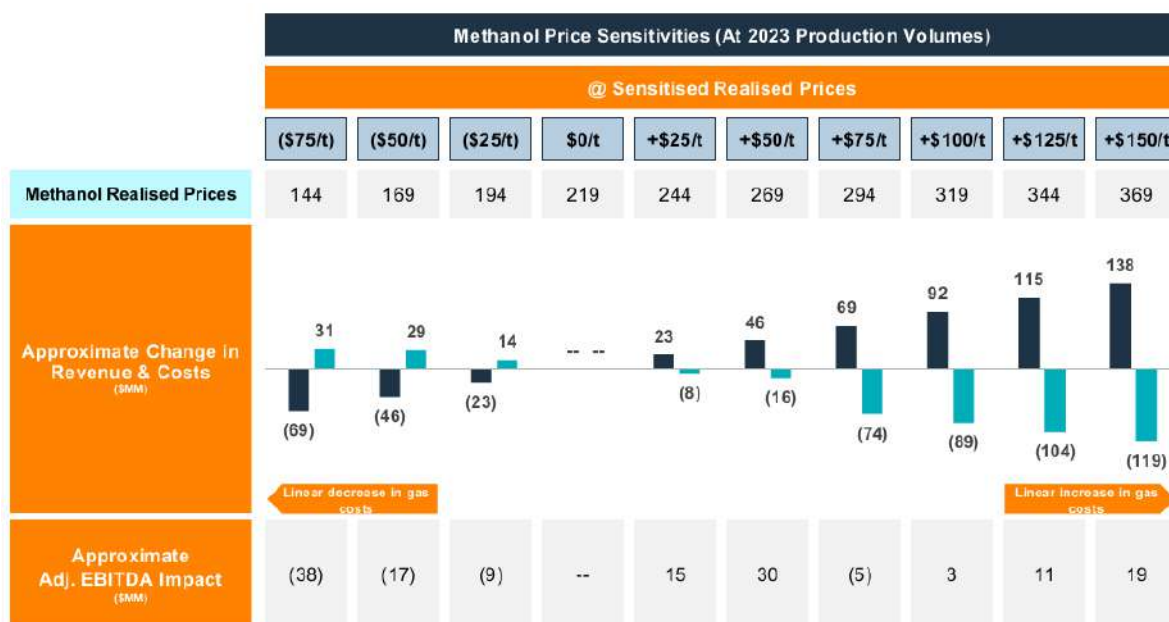 Methanol Price Sensitivities (At 2023 Production Volumes)
@ Sensitised Realised Prices
($75/t) ($50/t) ($25/t) $0/t +$25/t +$50/t +$75/t +$100/t +$125/t +$150/t
Methanol Realised Prices 144 169 194 219 244 269 294 319 344 369
Approximate Change in
Revenue & Costs
($MM)
(69) 31 (46) 29 (23) 14 -- -- 23 (8) 46 (16) 69 (74) 92 (89) 115 (104) 138 (119)
Linear decrease in gas
costs
Linear increase in gas
costs
Approximate
Adj. EBITDA Impact
($MM)
(38) (17) (9) -- 15 30 (5) 3 11 19